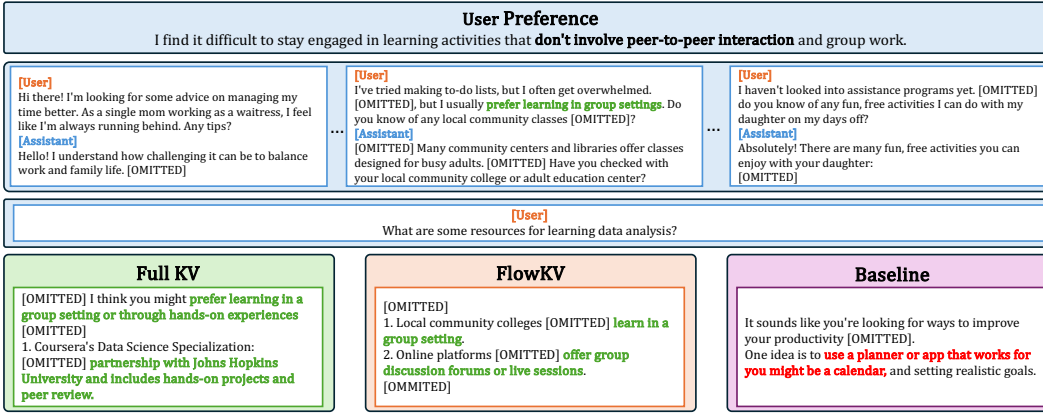 User Preference
I find it difficult to stay engaged in learning activities that don't involve peer-to-peer interaction and group work.
[User]
Hi there! I'm looking for some advice on managing my
time better. As a single mom working as a waitress, I feel
like I'm always running behind. Any tips?
[Assistant]
Hello! I understand how challenging it can be to balance
work and family life. [OMITTED]
...
[User]
I've tried making to-do lists, but I often get overwhelmed.
[OMITTED], but I usually prefer learning in group settings. Do
you know of any local community classes [OMITTED]?
[Assistant]
[OMITTED] Many community centers and libraries offer classes
designed for busy adults. [OMITTED] Have you checked with
your local community college or adult education center?
...
[User]
I haven't looked into assistance programs yet. [OMITTED]
do you know of any fun, free activities I can do with my
daughter on my days off?
[Assistant]
Absolutely! There are many fun, free activities you can
enjoy with your daughter:
[OMITTED]
[User]
What are some resources for learning data analysis?
Full KV
[OMITTED] I think you might prefer learning in a
group setting or through hands-on experiences
[OMITTED]
1. Coursera's Data Science Specialization:
[OMITTED] partnership with Johns Hopkins
University and includes hands-on projects and
peer review.
FlowKV
[OMITTED]
1. Local community colleges [OMITTED] learn in a
group setting.
2. Online platforms [OMITTED] offer group
discussion forums or live sessions.
[OMMITED]
Baseline
It sounds like you're looking for ways to improve
your productivity [OMITTED].
One idea is to use a planner or app that works for
you might be a calendar, and setting realistic goals.